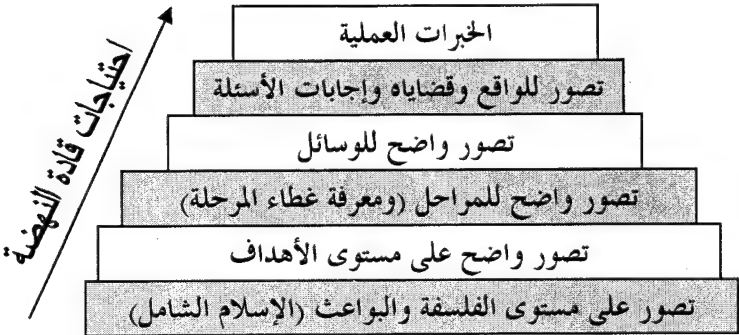 الخبرات العملية
تصور للواقع وقضاياه وإجابات الأسئلة
تصور واضح للوسائل
تصور واضح للمراحل (ومعرفة غطاء المرحلة)
تصور واضح على مستوى الأهداف
تصور على مستوى الفلسفة والبواعث (الإسلام الشامل)
احتياجات قادة النهضة